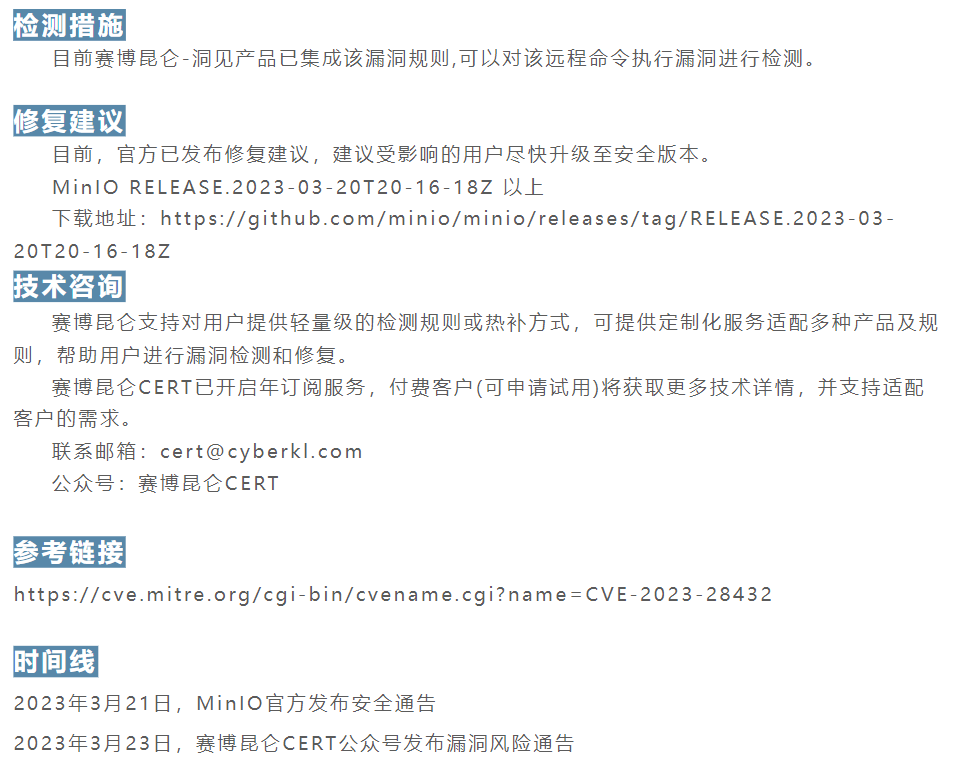 检测措施
目前赛博昆仑-洞见产品已集成该漏洞规则,可以对该远程命令执行漏洞进行检测。
修复建议
目前，官方已发布修复建议，建议受影响的用户尽快升级至安全版本。
MinIO RELEASE.2023-03-20T20-16-18Z 以上
下载地址：https://github.com/minio/minio/releases/tag/RELEASE.2023-03-
20T20-16-18Z
技术咨询
赛博昆仑支持对用户提供轻量级的检测规则或热补方式，可提供定制化服务适配多种产品及规
则，帮助用户进行漏洞检测和修复。
赛博昆仑CERT已开启年订阅服务，付费客户(可申请试用)将获取更多技术详情，并支持适配
客户的需求。
联系邮箱：cert@cyberkl.com
公众号：赛博昆仑CERT
参考链接
https://cve.mitre.org/cgi-bin/cvename.cgi?name=CVE-2023-28432
时间线
2023年3月21日，MinIO官方发布安全通告
2023年3月23日，赛博昆仑CERT公众号发布漏洞风险通告